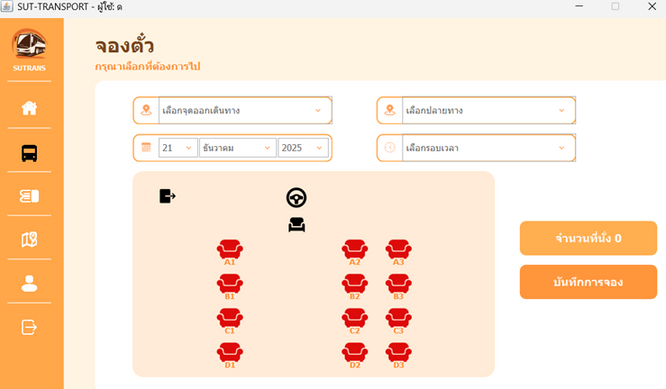 SUT-TRANSPORT - ผู้ใช้: ด
SUTRANS
จองตั๋ว
กรุณาเลือกที่ต้องการไป
เลือกจุดออกเดินทาง
เลือกปลายทาง
21 ธันวาคม 2025
เลือกรอบเวลา
A1 A2 A3
B1 B2 B3
C1 C2 C3
D1 D2 D3
จำนวนที่นั่ง 0
บันทึกการจอง